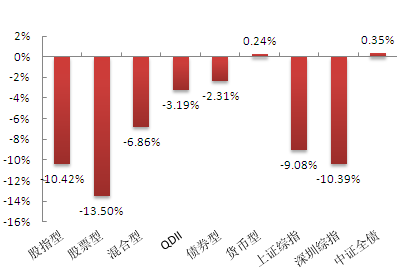 2%
0%
-2%
-4%
-6%
-8%
-10%
-12%
-14%
-16%
-10.42%
-13.50%
-6.86%
-3.19%
-2.31%
0.24%
-9.08%
-10.39%
0.35%
股指型
股票型
混合型
QDII
债券型
货币型
上证综指
深圳综指
中证全债